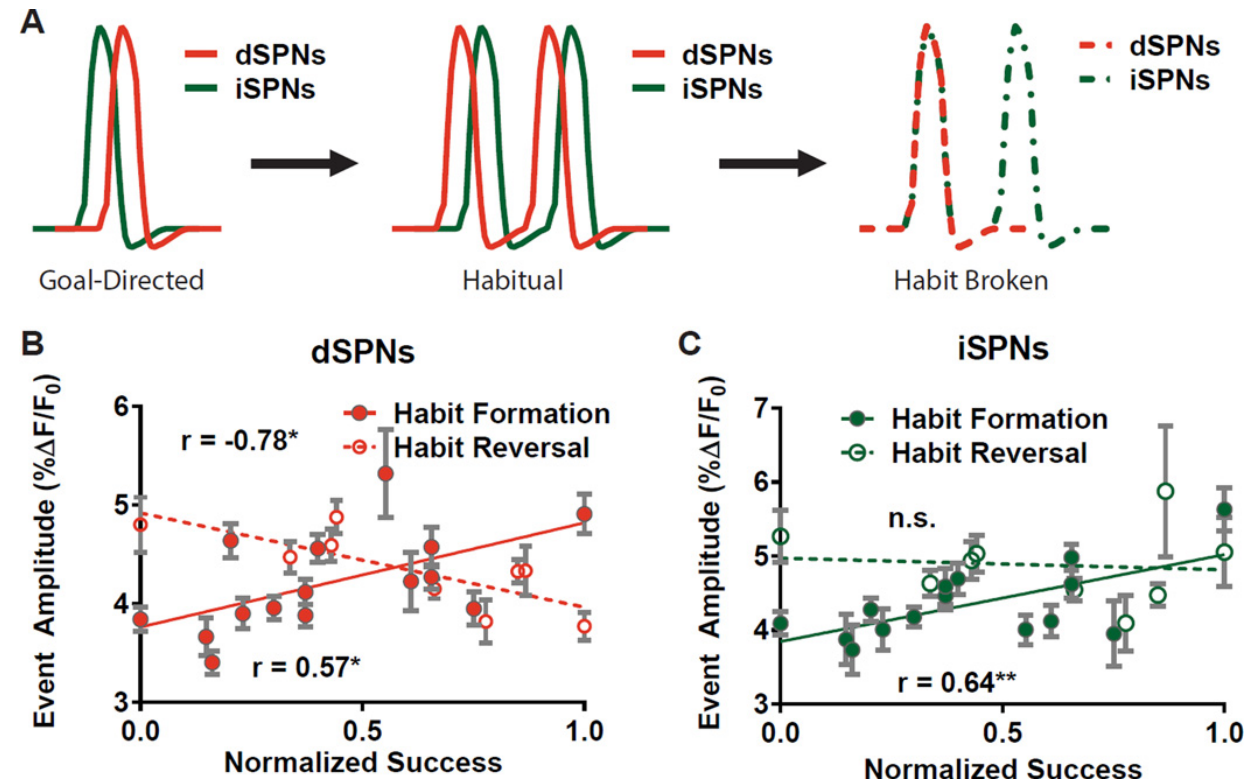 A
dSPNs
iSPNs
dSPNs
iSPNs
dSPNs
iSPNs
Goal-Directed
Habitual
Habit Broken
B
dSPNs
Event Amplitude (%ΔF/F₀)
6
5
4
3
Habit Formation
Habit Reversal
r = -0.78*
r = 0.57*
0.0
0.5
1.0
Normalized Success
C
iSPNs
Event Amplitude (%ΔF/F₀)
7
6
5
4
3
Habit Formation
Habit Reversal
n.s.
r = 0.64**
0.0
0.5
1.0
Normalized Success